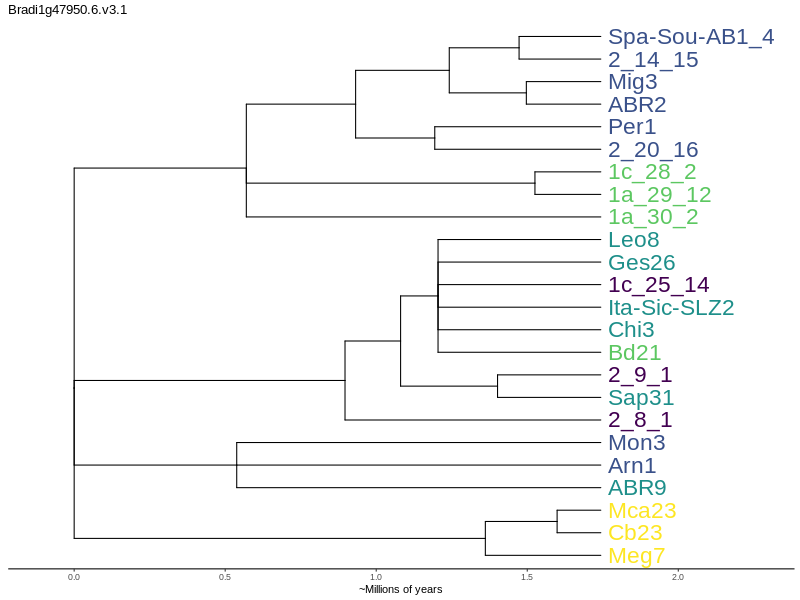 Bradi1g47950.6.v3.1
Spa-Sou-AB1_4
2_14_15
Mig3
ABR2
Per1
2_20_16
1c_28_2
1a_29_12
1a_30_2
Leo8
Ges26
1c_25_14
Ita-Sic-SLZ2
Chi3
Bd21
2_9_1
Sap31
2_8_1
Mon3
Arn1
ABR9
Mca23
Cb23
Meg7
0.0 0.5 1.0 1.5 2.0
~Millions of years